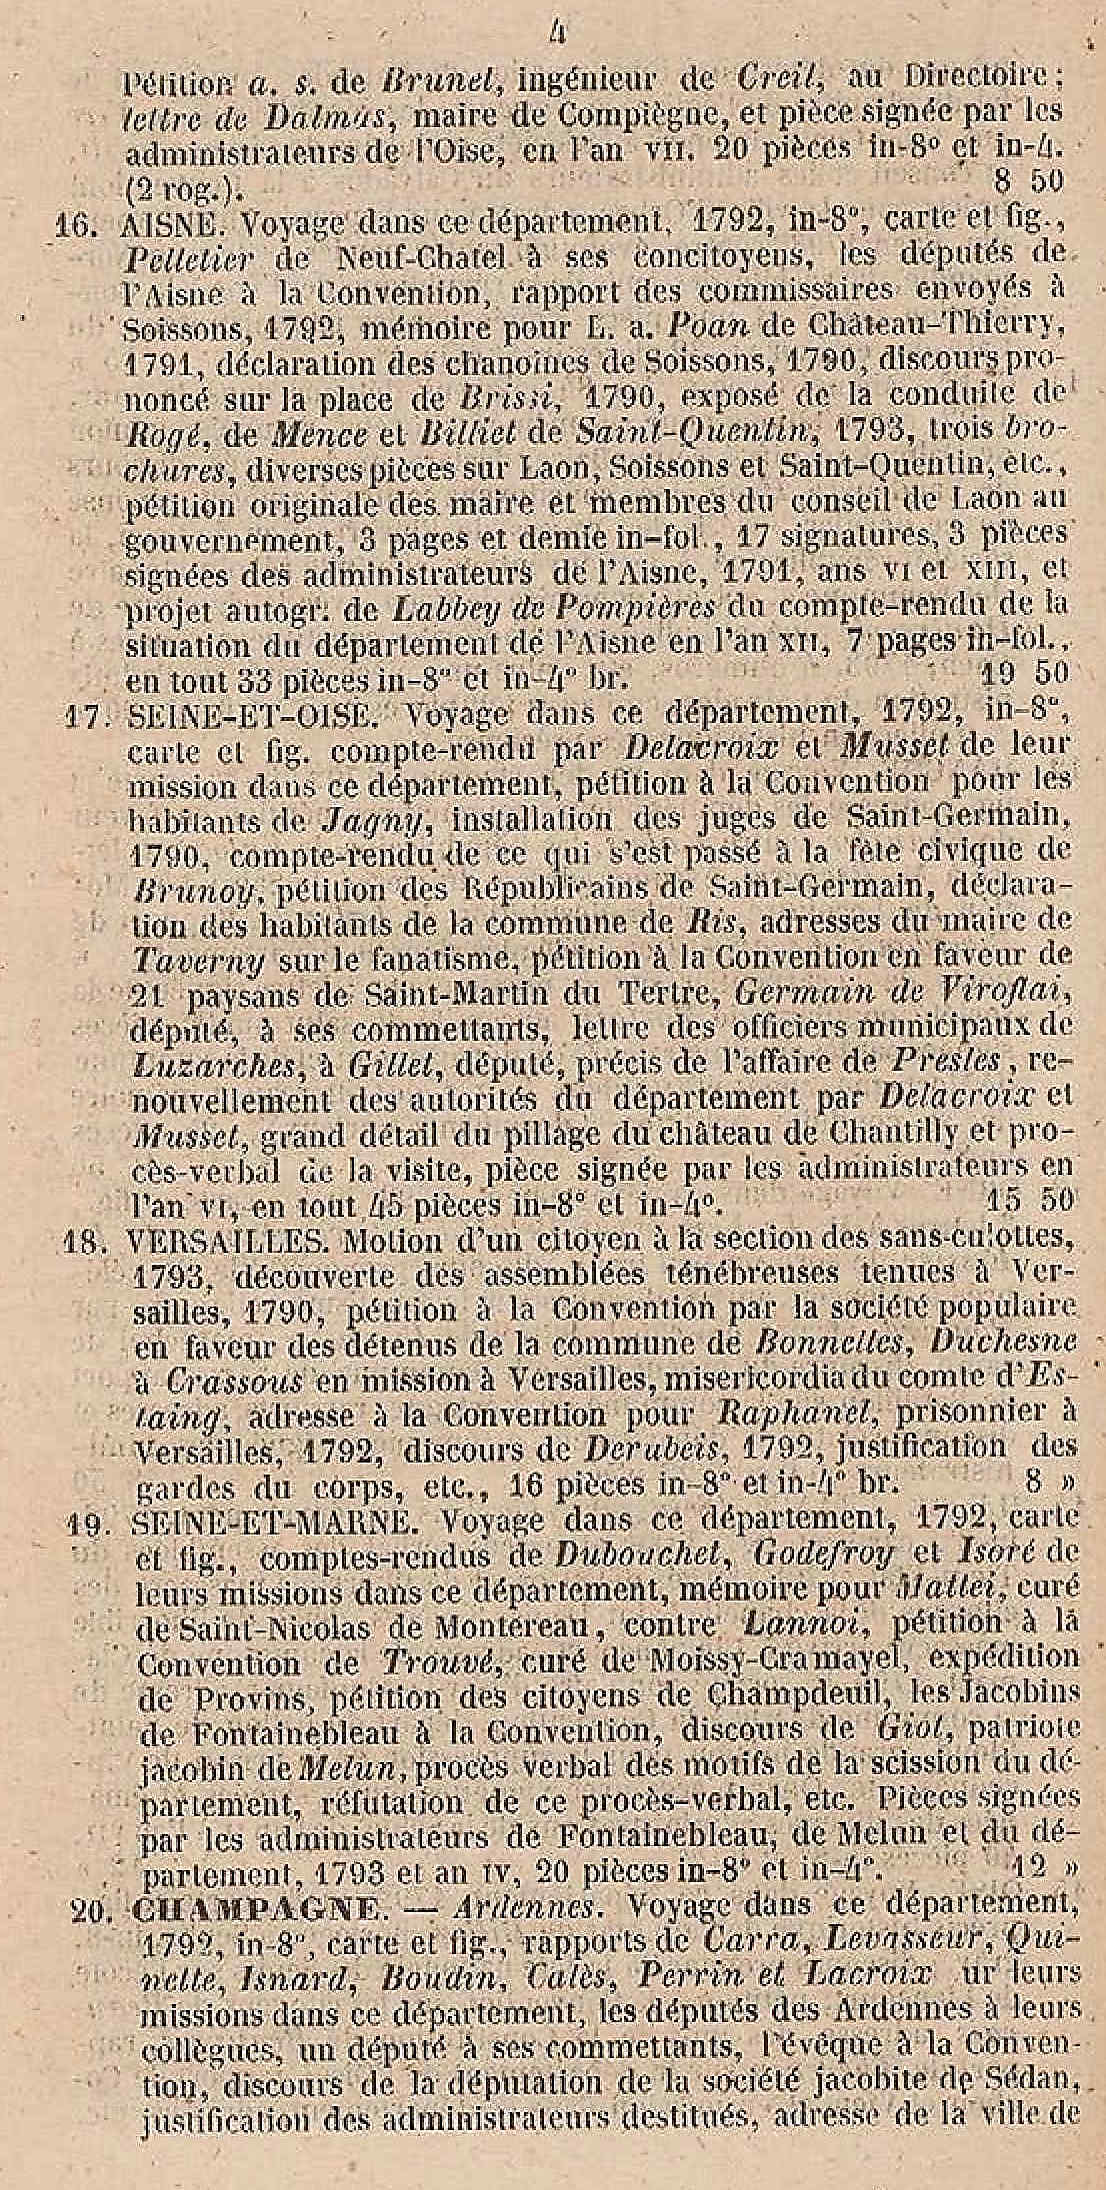 4
Pétition a. s. de Brunel, ingénieur de Creil, au Directoire;
lettre de Dalmas, maire de Compiègne, et pièce signée par les
administrateurs de l'Oise, en l'an VII. 20 pièces in-8° et in-4.
(2 rog.). 8 50
16. AISNE. Voyage dans ce département, 1792, in-8°, carte et fig.,
Pelletier de Neuf-Chatel à ses concitoyens, les députés de
l'Aisne à la Convention, rapport des commissaires envoyés à
Soissons, 1792, mémoire pour L. a. Poan de Château-Thierry,
1791, déclaration des chanoines de Soissons, 1790, discours pro-
noncé sur la place de Brissi, 1790, exposé de la conduite de
Rogé, de Mence et Billiet de Saint-Quentin, 1793, trois bro-
chures, diverses pièces sur Laon, Soissons et Saint-Quentin, etc.,
pétition originale des maire et membres du conseil de Laon au
gouvernement, 3 pages et demie in-fol., 17 signatures, 3 pièces
signées des administrateurs de l'Aisne, 1791, ans VI et XIII, et
projet autogr. de Labbey de Pompières du compte-rendu de la
situation du département de l'Aisne en l'an XII, 7 pages in-fol.,
en tout 33 pièces in-8° et in-4° br. 19 50
17. SEINE-ET-OISE. Voyage dans ce département, 1792, in-8°,
carte et fig. compte-rendu par Delacroix et Musset de leur
mission dans ce département, pétition à la Convention pour les
habitants de Jagny, installation des juges de Saint-Germain,
1790, compte-rendu de ce qui s'est passé à la fête civique de
Brunoy, pétition des Républicains de Saint-Germain, déclara-
tion des habitants de la commune de Ris, adresses du maire de
Taverny sur le fanatisme, pétition à la Convention en faveur de
21 paysans de Saint-Martin du Tertre, Germain de Viroflai,
député, à ses commettants, lettre des officiers municipaux de
Luzarches, à Gillet, député, précis de l'affaire de Presles, re-
nouvellement des autorités du département par Delacroix et
Musset, grand détail du pillage du château de Chantilly et pro-
cès-verbal de la visite, pièce signée par les administrateurs en
l'an VI, en tout 45 pièces in-8° et in-4°. 15 50
18. VERSAILLES. Motion d'un citoyen à la section des sans-culottes,
1793, découverte des assemblées ténébreuses tenues à Ver-
sailles, 1790, pétition à la Convention par la société populaire
en faveur des détenus de la commune de Bonnelles, Duchesne
à Crassous en mission à Versailles, misericordia du comte d'Es-
taing, adresse à la Convention pour Raphanel, prisonnier à
Versailles, 1792, discours de Derubeis, 1792, justification des
gardes du corps, etc., 16 pièces in-8° et in-4° br. 8 »
19. SEINE-ET-MARNE. Voyage dans ce département, 1792, carte
et fig., comptes-rendus de Dubouchet, Godefroy et Isoré de
leurs missions dans ce département, mémoire pour Mattei, curé
de Saint-Nicolas de Montereau, contre Lannoi, pétition à la
Convention de Trouvé, curé de Moissy-Cramayel, expédition
de Provins, pétition des citoyens de Champdeuil, les Jacobins
de Fontainebleau à la Convention, discours de Giot, patriote
jacobin de Melun, procès verbal des motifs de la scission du dé-
partement, réfutation de ce procès-verbal, etc. Pièces signées
par les administrateurs de Fontainebleau, de Melun et du dé-
partement, 1793 et an IV, 20 pièces in-8° et in-4°. 12 »
20. CHAMPAGNE. — Ardennes. Voyage dans ce département,
1792, in-8°, carte et fig., rapports de Carra, Levasseur, Qui-
nette, Isnard, Boudin, Calès, Perrin et Lacroix ur leurs
missions dans ce département, les députés des Ardennes à leurs
collègues, un député à ses commettants, l'évêque à la Conven-
tion, discours de la députation de la société jacobite de Sédan,
justification des administrateurs destitués, adresse de la ville de